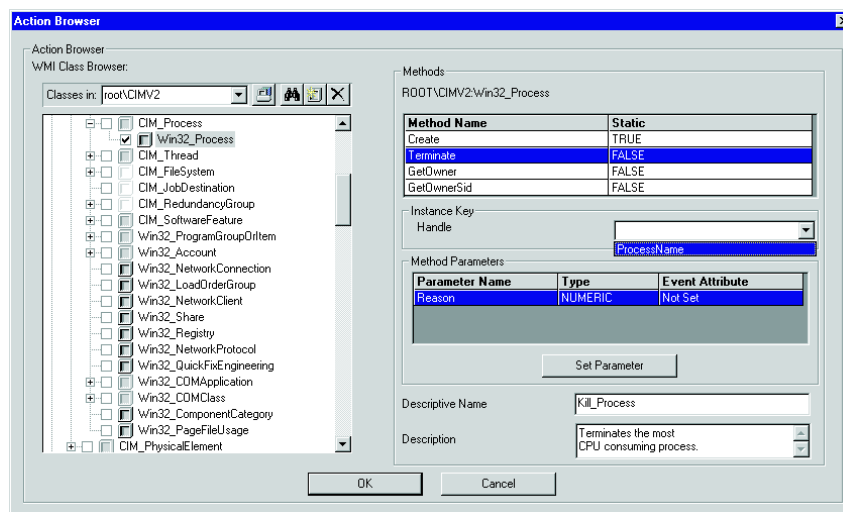 Action Browser
Action Browser
WMI Class Browser:
Classes in: root\CIMV2
CIM_Process
Win32_Process
CIM_Thread
CIM_FileSystem
CIM_JobDestination
CIM_RedundancyGroup
CIM_SoftwareFeature
Win32_ProgramGroupOrItem
Win32_Account
Win32_NetworkConnection
Win32_LoadOrderGroup
Win32_NetworkClient
Win32_Share
Win32_Registry
Win32_NetworkProtocol
Win32_QuickFixEngineering
Win32_COMApplication
Win32_COMClass
Win32_ComponentCategory
Win32_PageFileUsage
CIM_PhysicalElement
Methods
ROOT\CIMV2:Win32_Process
Method Name Static
Create TRUE
Terminate FALSE
GetOwner FALSE
GetOwnerSid FALSE
Instance Key
Handle
ProcessName
Method Parameters
Parameter Name Type Event Attribute
Reason NUMERIC Not Set
Set Parameter
Descriptive Name Kill_Process
Description Terminates the most
CPU consuming process.
OK Cancel